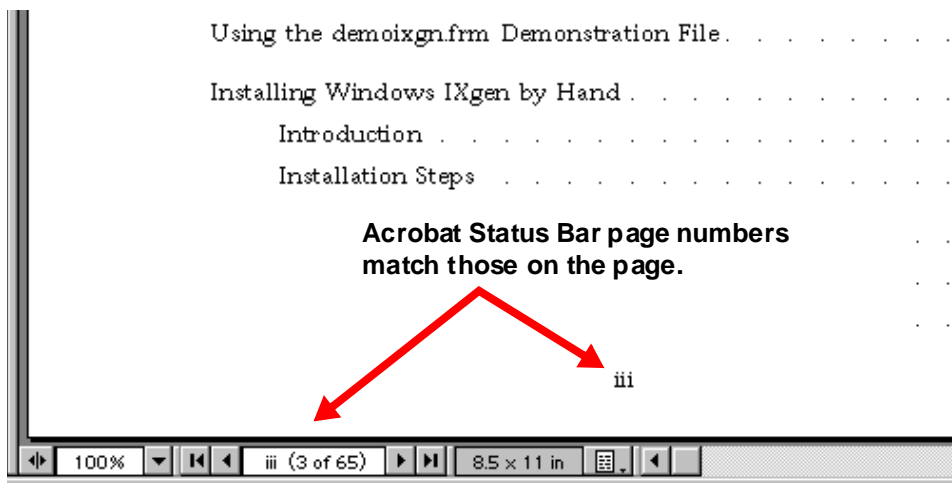 Using the demoixgn.frm Demonstration File . . . . . . .
Installing Windows IXgen by Hand . . . . . . . . . . .
Introduction . . . . . . . . . . . . . . . . . .
Installation Steps . . . . . . . . . . . . . . . .
Acrobat Status Bar page numbers . .
match those on the page.
. .
. .
iii
100% iii (3 of 65) 8.5 x 11 in